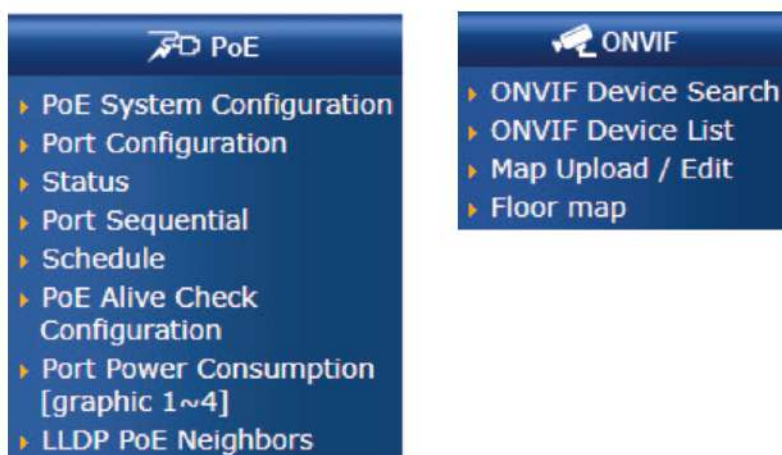 PoE
PoE System Configuration
Port Configuration
Status
Port Sequential
Schedule
PoE Alive Check
Configuration
Port Power Consumption
[graphic 1~4]
LLDP PoE Neighbors
ONVIF
ONVIF Device Search
ONVIF Device List
Map Upload / Edit
Floor map